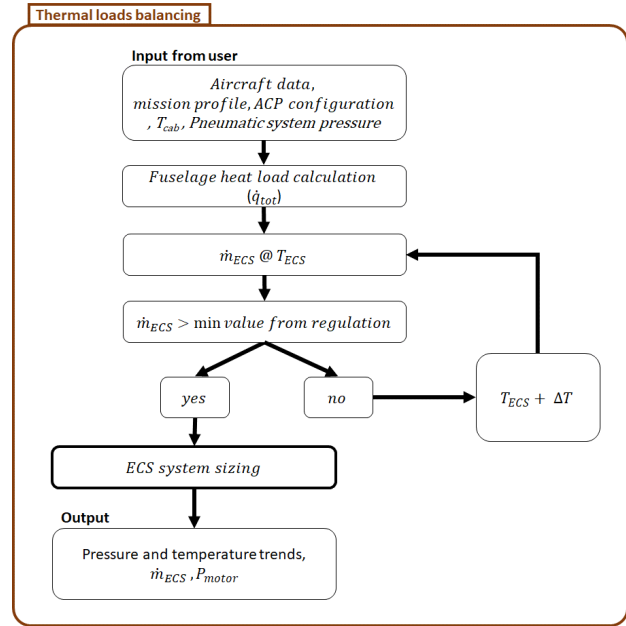 Thermal loads balancing
Input from user
Aircraft data,
mission profile, ACP configuration
, T_cab, Pneumatic system pressure
Fuselage heat load calculation
(q̇_tot)
ṁ_ECS @ T_ECS
ṁ_ECS > min value from regulation
yes
no
T_ECS + ΔT
ECS system sizing
Output
Pressure and temperature trends,
ṁ_ECS , P_motor